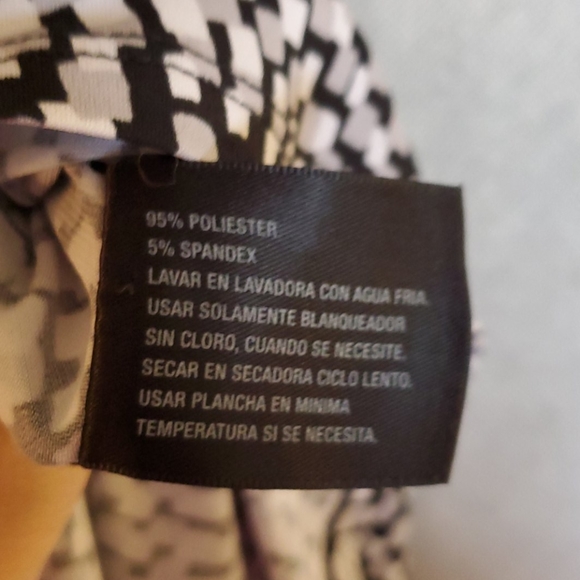 95% POLIESTER
5% SPANDEX
LAVAR EN LAVADORA CON AGUA FRIA.
USAR SOLAMENTE BLANQUEADOR
SIN CLORO, CUANDO SE NECESITE.
SECAR EN SECADORA CICLO LENTO.
USAR PLANCHA EN MINIMA
TEMPERATURA SI SE NECESITA.